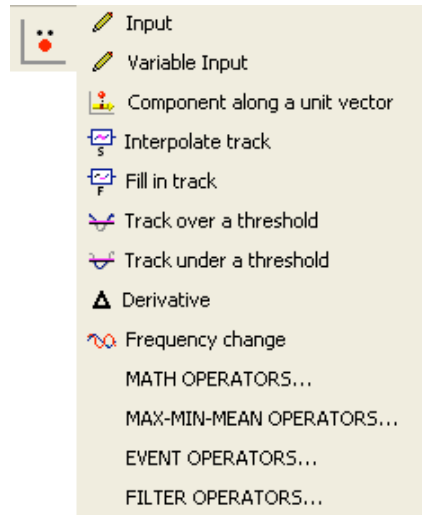 Input
Variable Input
Component along a unit vector
S
Interpolate track
F
Fill in track
Track over a threshold
Track under a threshold
Δ Derivative
Frequency change
MATH OPERATORS...
MAX-MIN-MEAN OPERATORS...
EVENT OPERATORS...
FILTER OPERATORS...